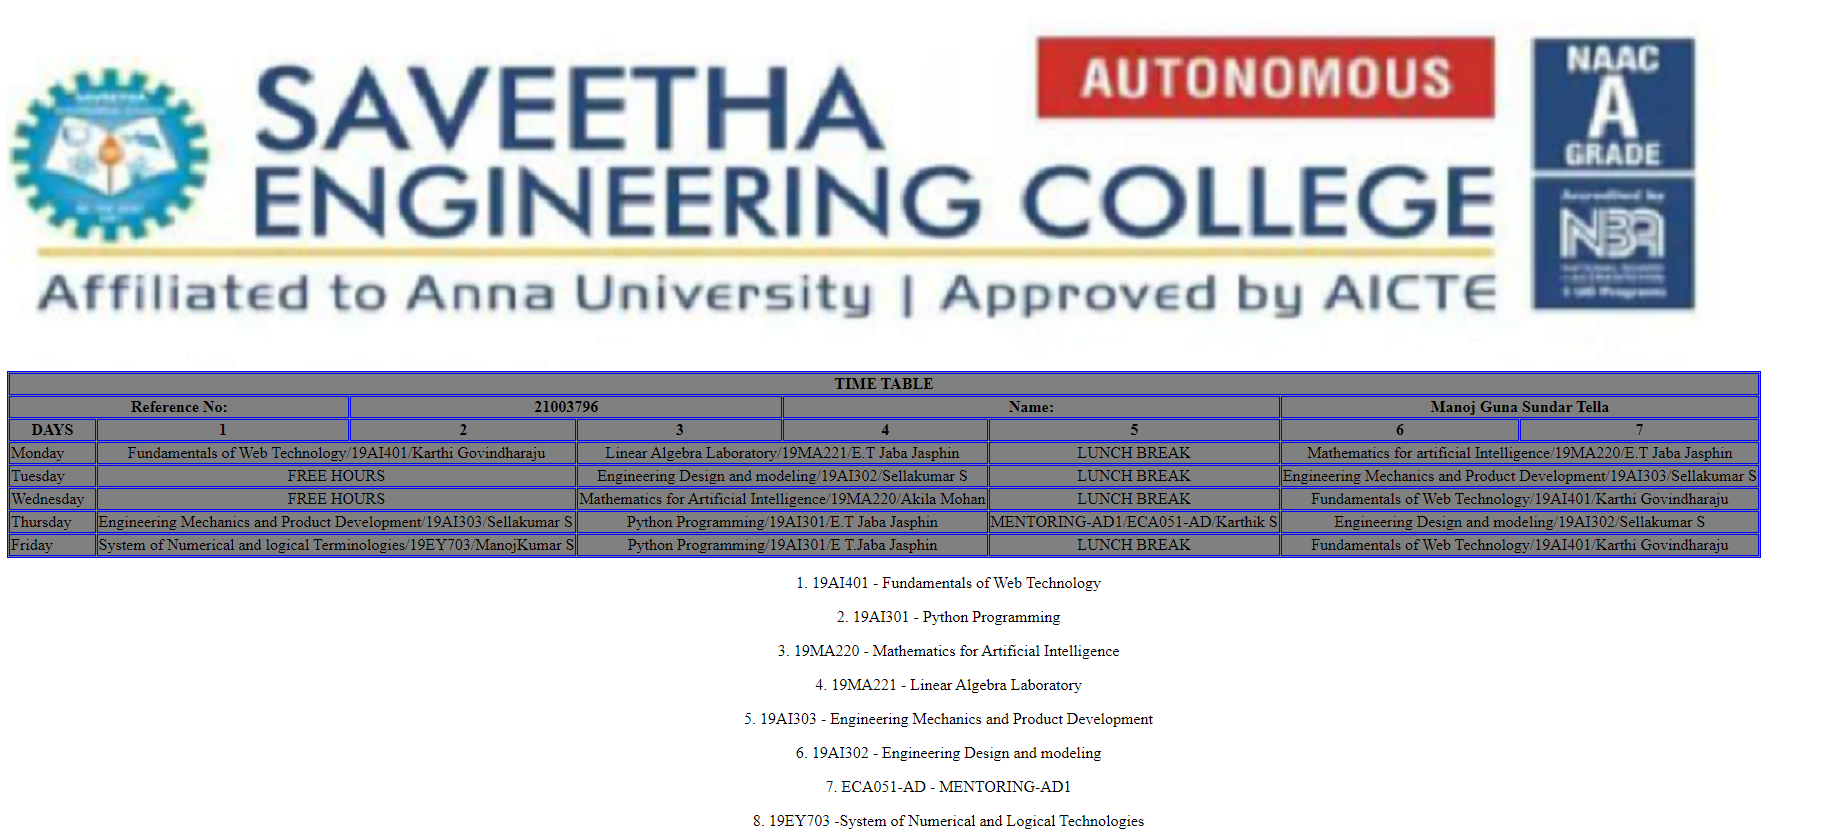 SAVEETHA
AUTONOMOUS
NAAC
A
GRADE
ENGINEERING COLLEGE
Accredited by
NBA
Affiliated to Anna University | Approved by AICTE
TIME TABLE
Reference No: 21003796 Name: Manoj Guna Sundar Tella
DAYS 1 2 3 4 5 6 7
Monday Fundamentals of Web Technology/19AI401/Karthi Govindharaju Linear Algebra Laboratory/19MA221/E.T Jaba Jasphin LUNCH BREAK Mathematics for artificial Intelligence/19MA220/E.T Jaba Jasphin
Tuesday FREE HOURS Engineering Design and modeling/19AI302/Sellakumar S LUNCH BREAK Engineering Mechanics and Product Development/19AI303/Sellakumar S
Wednesday FREE HOURS Mathematics for Artificial Intelligence/19MA220/Akila Mohan LUNCH BREAK Fundamentals of Web Technology/19AI401/Karthi Govindharaju
Thursday Engineering Mechanics and Product Development/19AI303/Sellakumar S Python Programming/19AI301/E.T Jaba Jasphin MENTORING-AD1/ECA051-AD/Karthik S Engineering Design and modeling/19AI302/Sellakumar S
Friday System of Numerical and logical Terminologies/19EY703/ManojKumar S Python Programming/19AI301/E T.Jaba Jasphin LUNCH BREAK Fundamentals of Web Technology/19AI401/Karthi Govindharaju
1. 19AI401 - Fundamentals of Web Technology
2. 19AI301 - Python Programming
3. 19MA220 - Mathematics for Artificial Intelligence
4. 19MA221 - Linear Algebra Laboratory
5. 19AI303 - Engineering Mechanics and Product Development
6. 19AI302 - Engineering Design and modeling
7. ECA051-AD - MENTORING-AD1
8. 19EY703 -System of Numerical and Logical Technologies